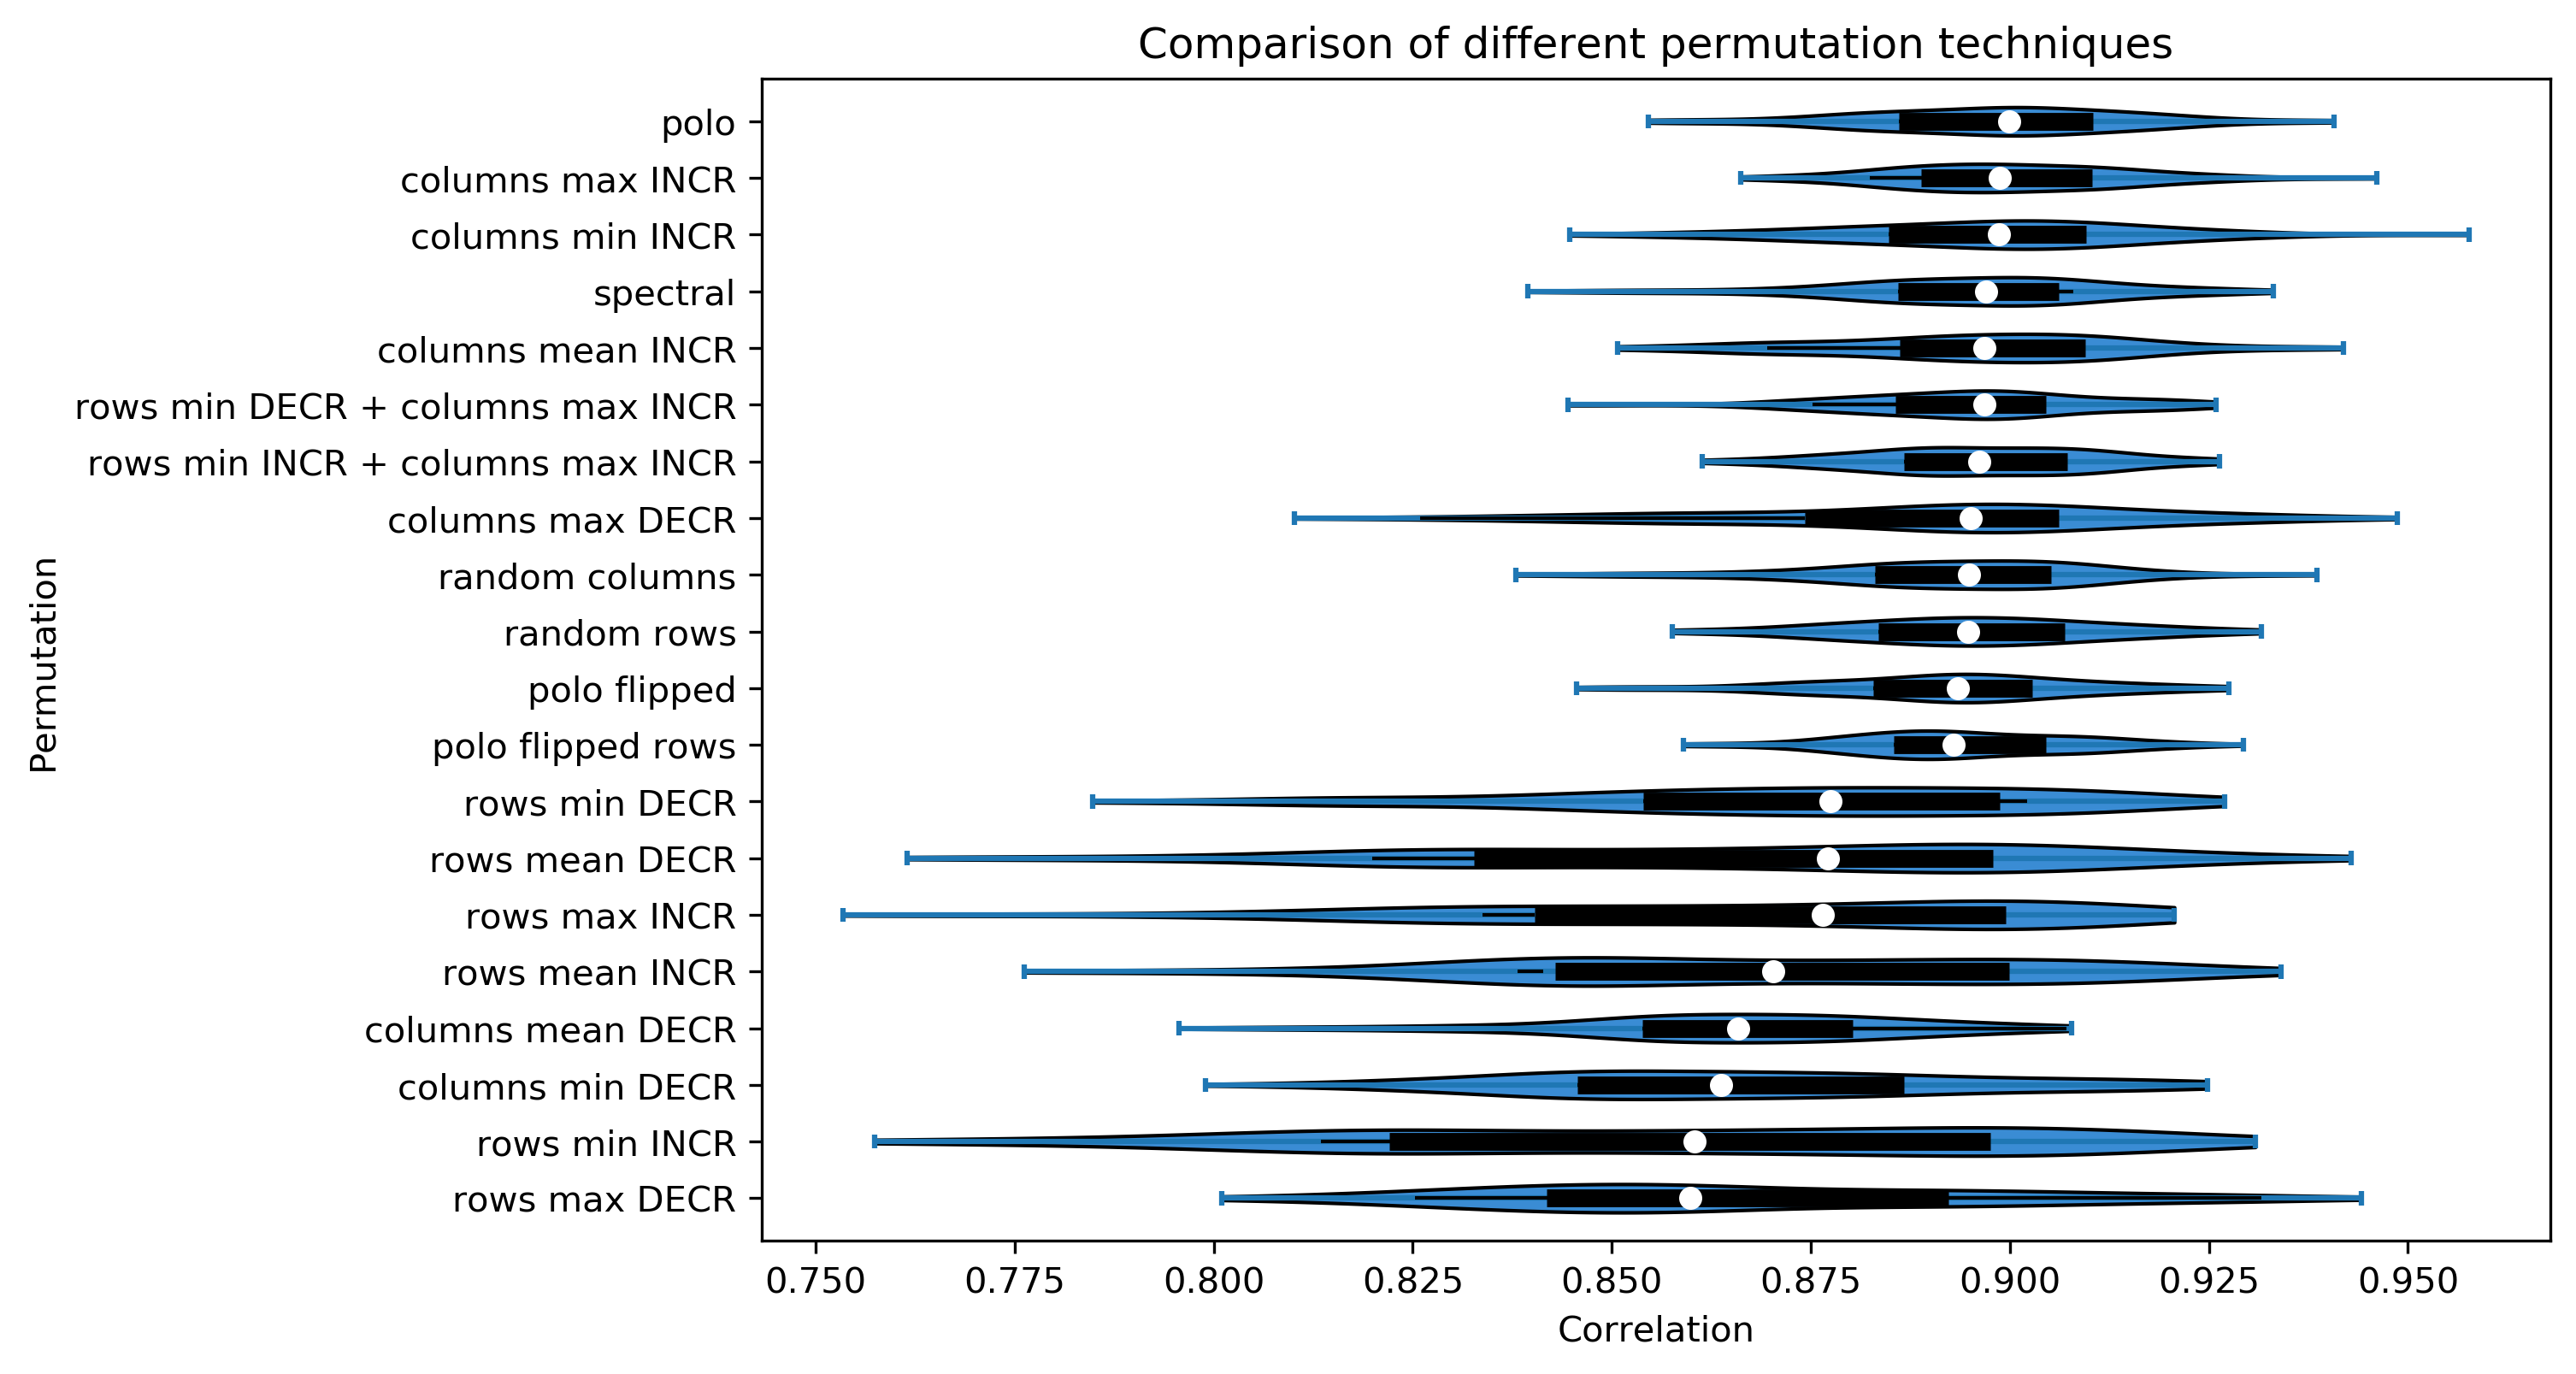 Comparison of different permutation techniques
Permutation
polo
columns max INCR
columns min INCR
spectral
columns mean INCR
rows min DECR + columns max INCR
rows min INCR + columns max INCR
columns max DECR
random columns
random rows
polo flipped
polo flipped rows
rows min DECR
rows mean DECR
rows max INCR
rows mean INCR
columns mean DECR
columns min DECR
rows min INCR
rows max DECR
0.750 0.775 0.800 0.825 0.850 0.875 0.900 0.925 0.950
Correlation